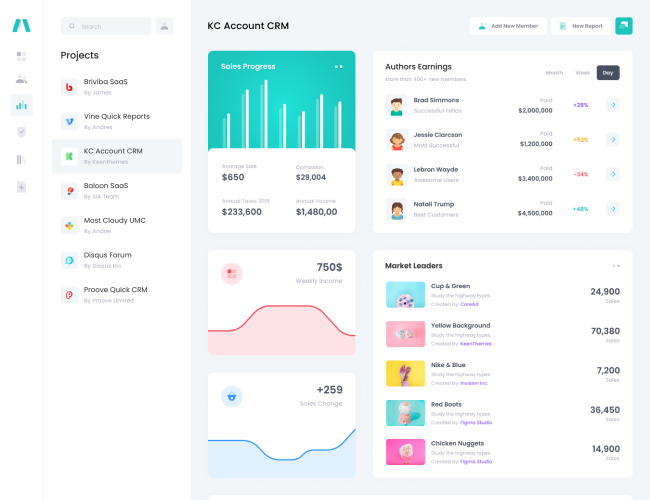 Search
Projects
Briviba SaaS
By James
Vine Quick Reports
By Andres
KC Account CRM
By Keenthemes
Baloon SaaS
By SIA Team
Most Cloudy UMC
By Andrei
Disqus Forum
By Disqus Inc.
Proove Quick CRM
By Proove Limited
KC Account CRM
Add New Member
New Report
Sales Progress
Average Sale
$650
Comission
$29,004
Annual Taxes 2019
$233,600
Annual Income
$1,480,00
Authors Earnings
More than 400+ new members
Month
Week
Day
Brad Simmons
Successful Fellas
Paid
$2,000,000
+28%
Jessie Clarcson
Most Successful
Paid
$1,200,000
+52%
Lebron Wayde
Awesome Users
Paid
$3,400,000
-34%
Natali Trump
Best Customers
Paid
$4,500,000
+48%
750$
Weekly Income
+259
Sales Change
Market Leaders
Cup & Green
Study the highway types
Created by: CoreAd
24,900
Sales
Yellow Background
Study the highway types
Created by: KeenThemes
70,380
Sales
Nike & Blue
Study the highway types
Created by: Invision Inc.
7,200
Sales
Red Boots
Study the highway types
Created by: Figma Studio
36,450
Sales
Chicken Nuggets
Study the highway types
Created by: Figma Studio
14,900
Sales